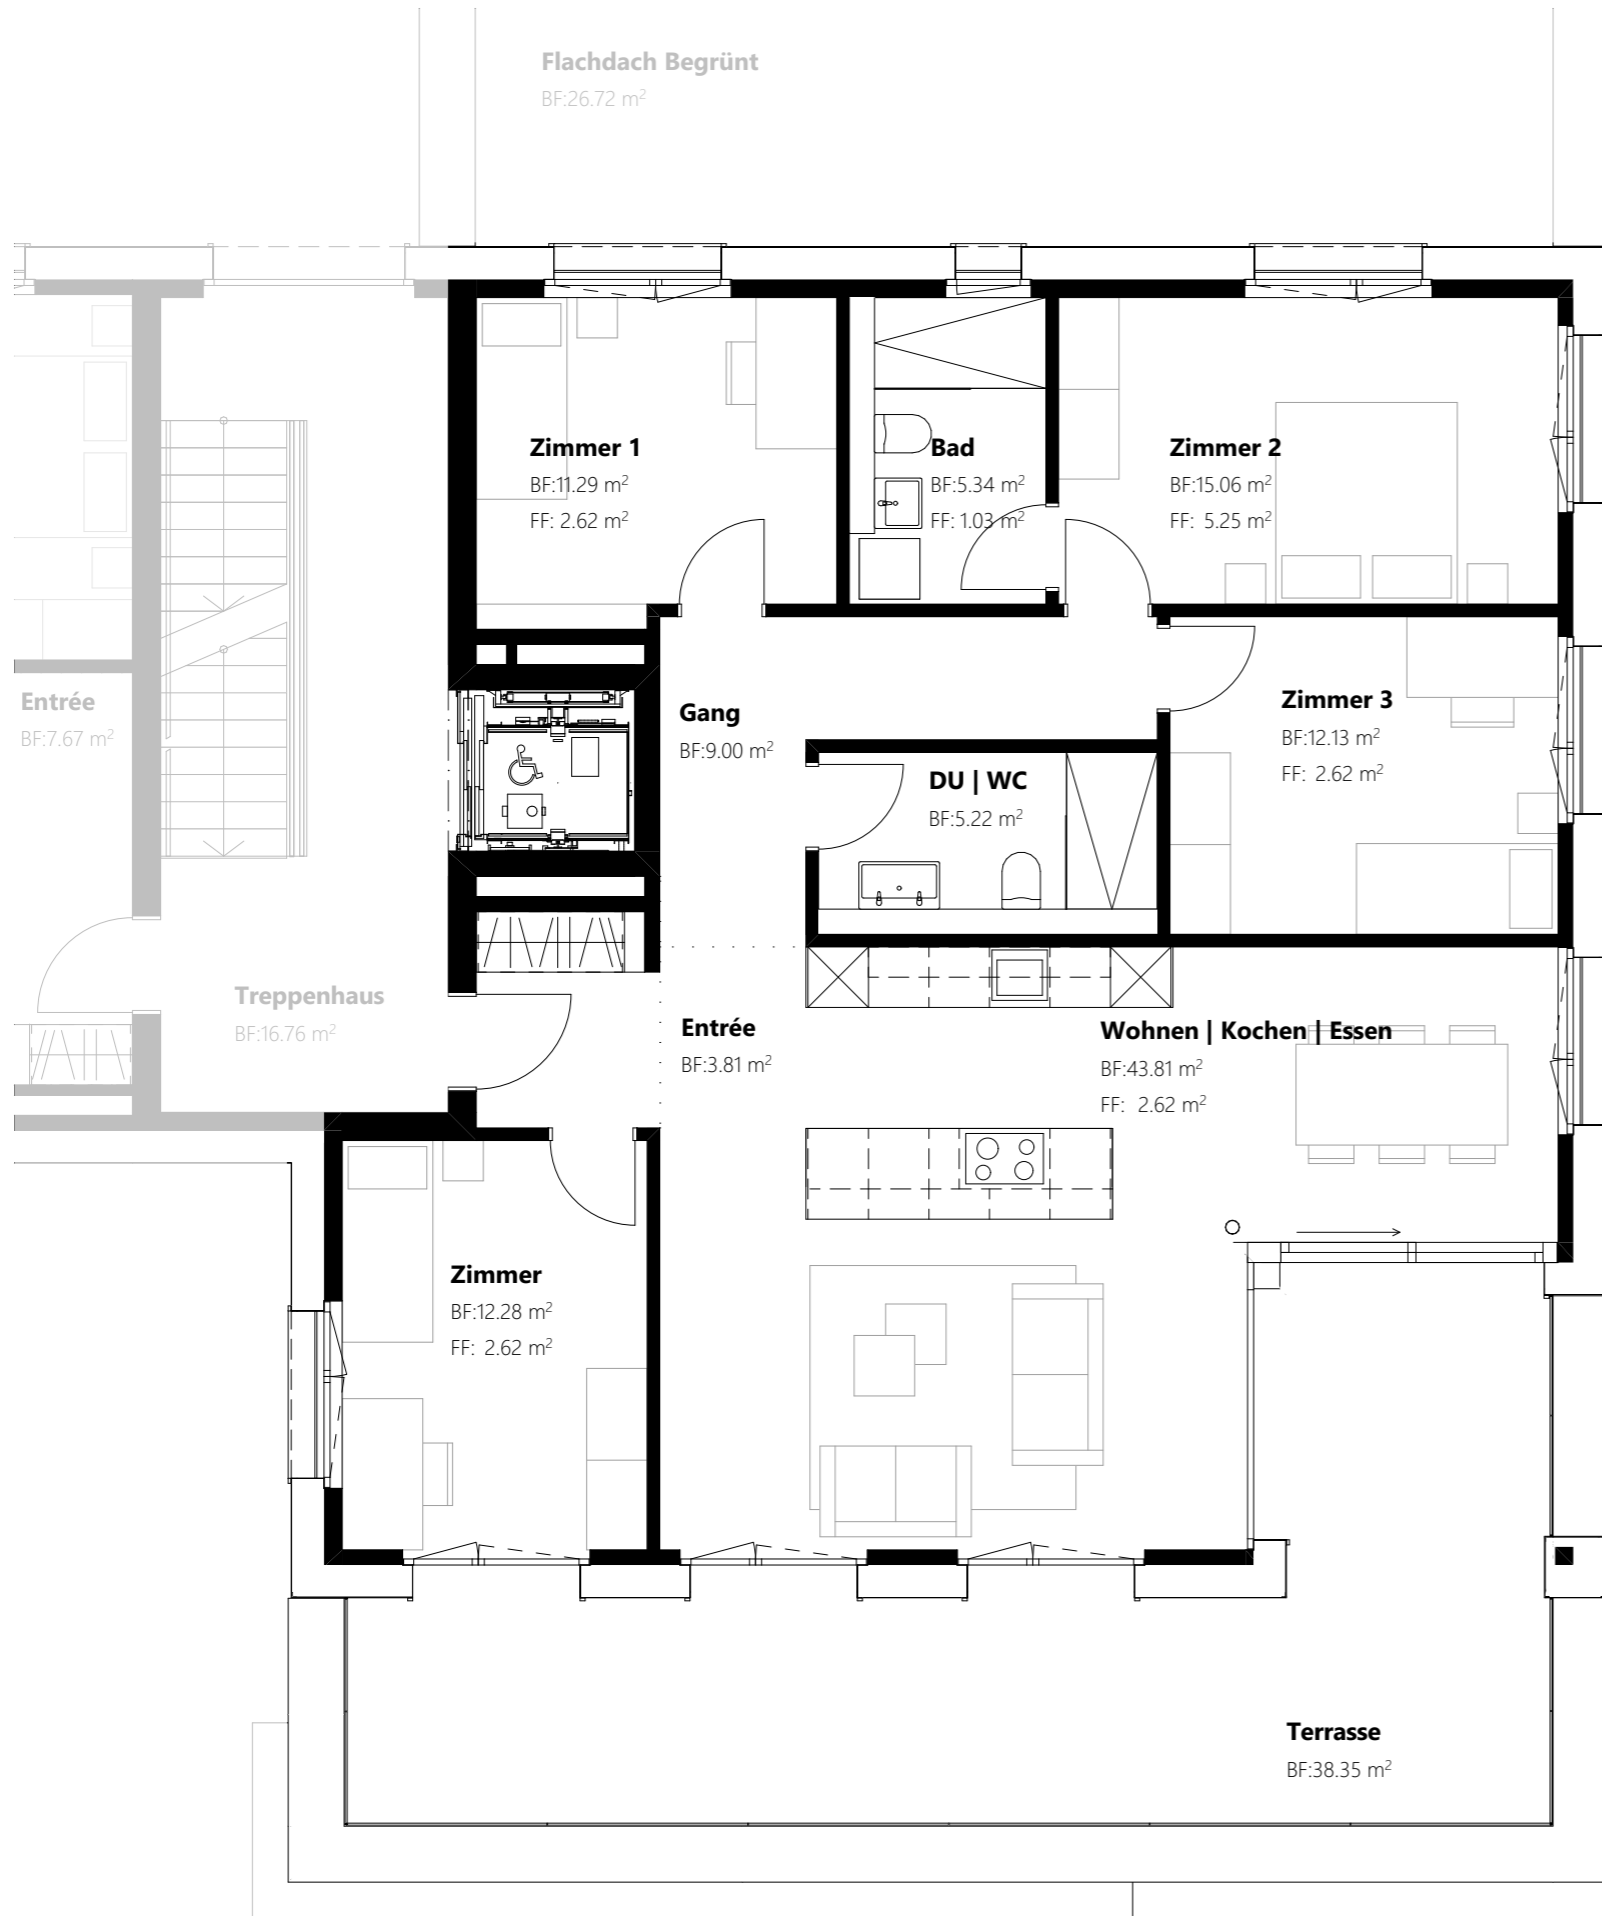 Flachdach Begrünt
BF:26.72 m²
Zimmer 1
BF:11.29 m²
FF: 2.62 m²
Bad
BF:5.34 m²
FF: 1.03 m²
Zimmer 2
BF:15.06 m²
FF: 5.25 m²
Entrée
BF:7.67 m²
Gang
BF:9.00 m²
DU | WC
BF:5.22 m²
Zimmer 3
BF:12.13 m²
FF: 2.62 m²
Treppenhaus
BF:16.76 m²
Entrée
BF:3.81 m²
Wohnen | Kochen | Essen
BF:43.81 m²
FF: 2.62 m²
Zimmer
BF:12.28 m²
FF: 2.62 m²
Terrasse
BF:38.35 m²